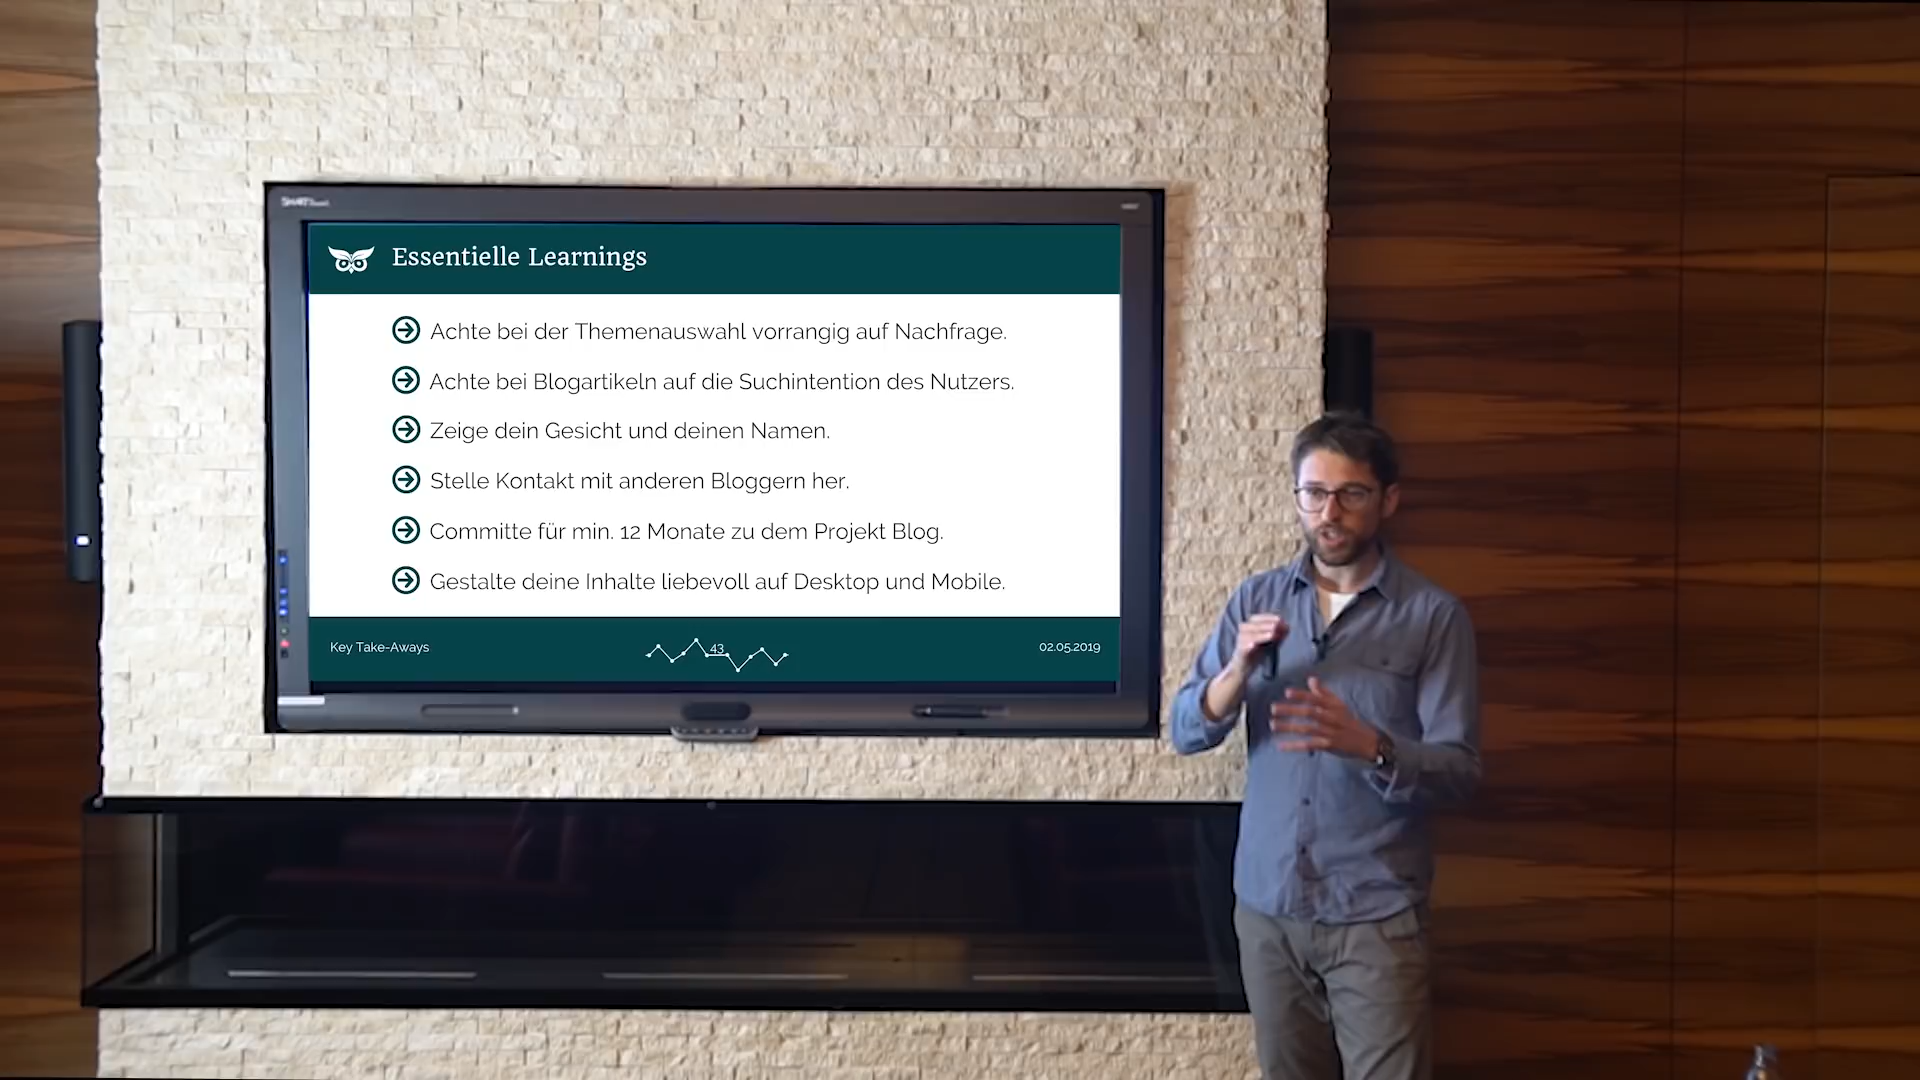 SMART
Essentielle Learnings
Achte bei der Themenauswahl vorrangig auf Nachfrage.
Achte bei Blogartikeln auf die Suchintention des Nutzers.
Zeige dein Gesicht und deinen Namen.
Stelle Kontakt mit anderen Bloggern her.
Committe für min. 12 Monate zu dem Projekt Blog.
Gestalte deine Inhalte liebevoll auf Desktop und Mobile.
Key Take-Aways
43
02.05.2019